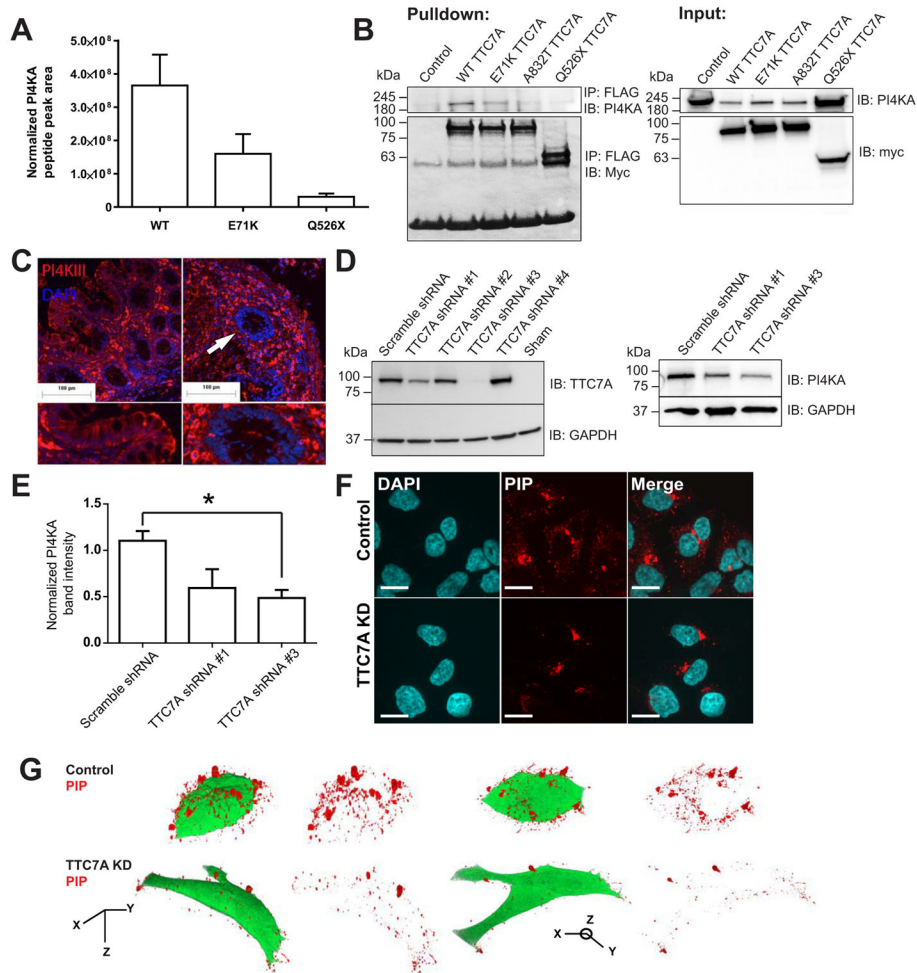 A
Normalized PI4KA
peptide peak area
5.0×10⁸
4.0×10⁸
3.0×10⁸
2.0×10⁸
1.0×10⁸
0
WT
E71K
Q526X
B
Pulldown:
Input:
Control
WT TTC7A
E71K TTC7A
A832T TTC7A
Q526X TTC7A
kDa
245
180
100
75
63
IP: FLAG
IB: PI4KA
IP: FLAG
IB: Myc
Control
WT TTC7A
E71K TTC7A
A832T TTC7A
Q526X TTC7A
kDa
245
180
100
75
63
IB: PI4KA
IB: myc
C
PI4KIII
DAPI
100 µm
100 µm
D
Scramble shRNA
TTC7A shRNA #1
TTC7A shRNA #2
TTC7A shRNA #3
TTC7A shRNA #4
Sham
kDa
100
75
37
IB: TTC7A
IB: GAPDH
Scramble shRNA
TTC7A shRNA #1
TTC7A shRNA #3
kDa
100
75
37
IB: PI4KA
IB: GAPDH
E
Normalized PI4KA
band intensity
1.5
1.0
0.5
0.0
*
Scramble shRNA
TTC7A shRNA #1
TTC7A shRNA #3
F
DAPI
PIP
Merge
Control
TTC7A KD
G
Control
PIP
TTC7A KD
PIP
X
Y
Z
X
Z
Y